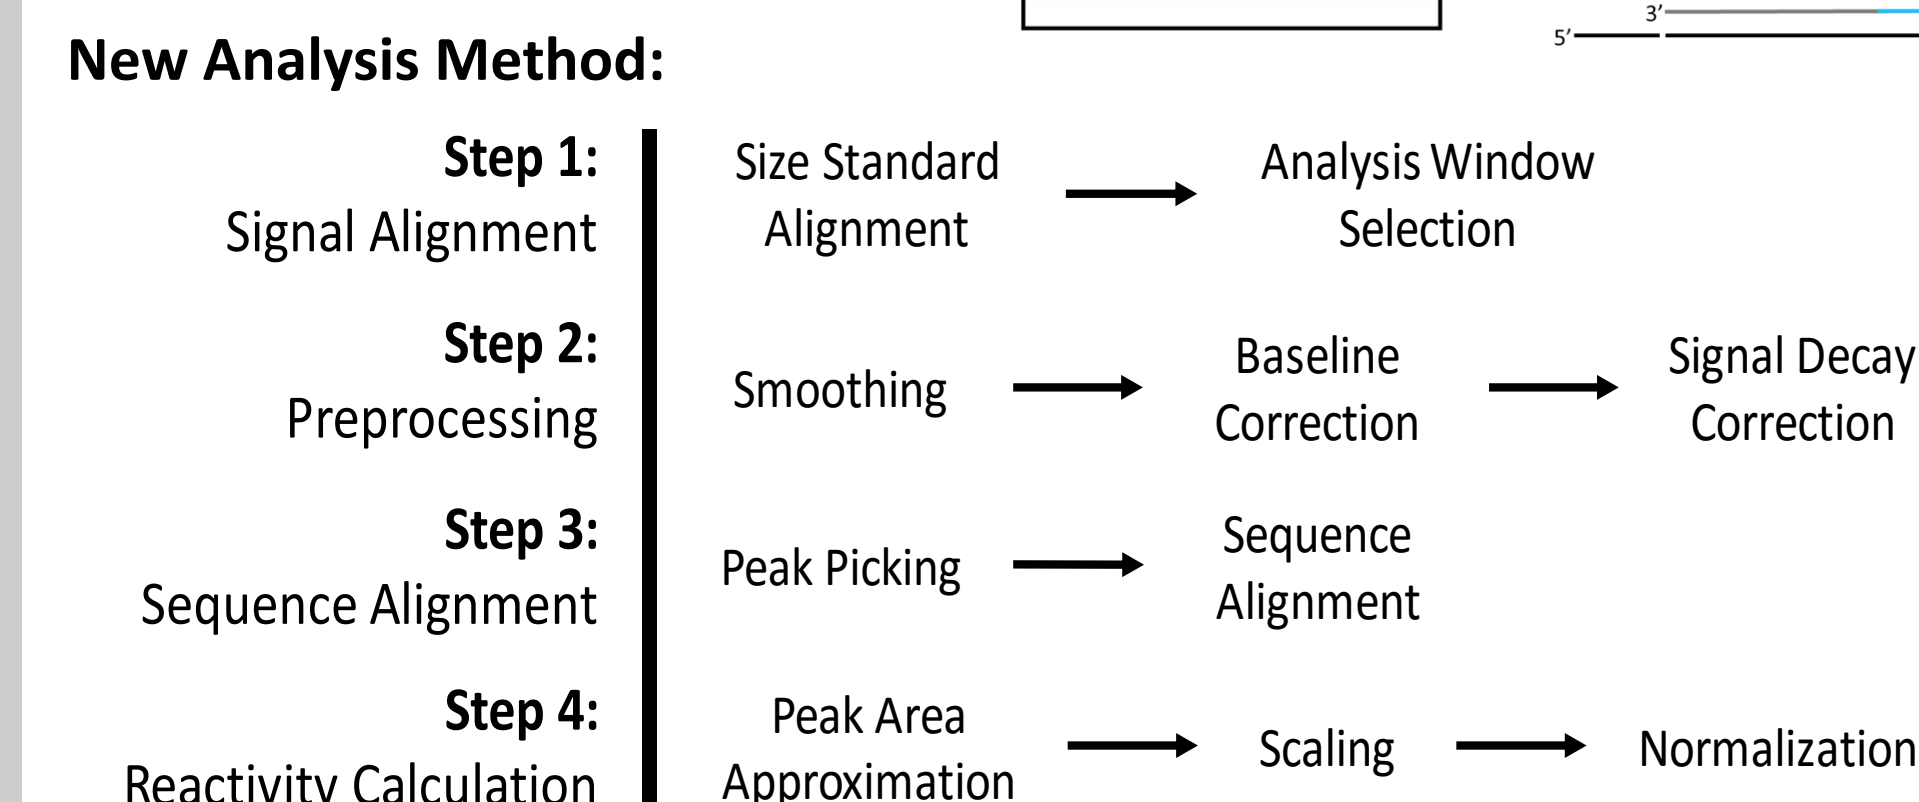 3′
5′
New Analysis Method:
Step 1:
Signal Alignment
Size Standard
Alignment
Analysis Window
Selection
Step 2:
Preprocessing
Smoothing
Baseline
Correction
Signal Decay
Correction
Step 3:
Sequence Alignment
Peak Picking
Sequence
Alignment
Step 4:
Reactivity Calculation
Peak Area
Approximation
Scaling
Normalization